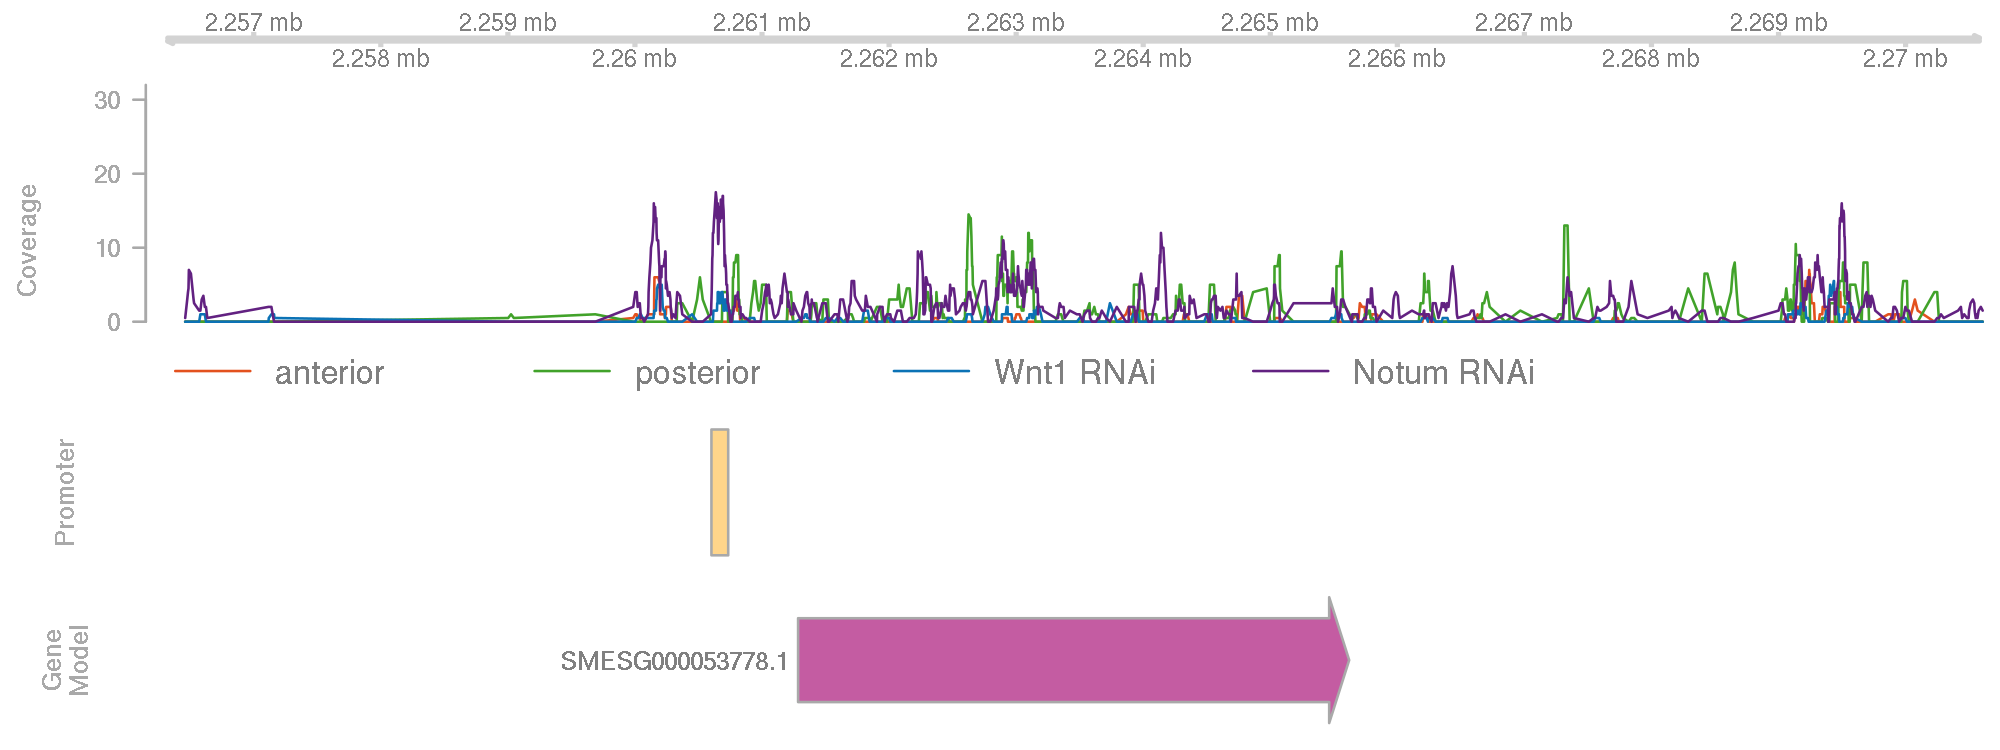 2.257 mb 2.259 mb 2.261 mb 2.263 mb 2.265 mb 2.267 mb 2.269 mb
2.258 mb 2.26 mb 2.262 mb 2.264 mb 2.266 mb 2.268 mb 2.27 mb
30
20
10
0
Coverage
anterior posterior Wnt1 RNAi Notum RNAi
Promoter
Gene
Model
SMESG000053778.1